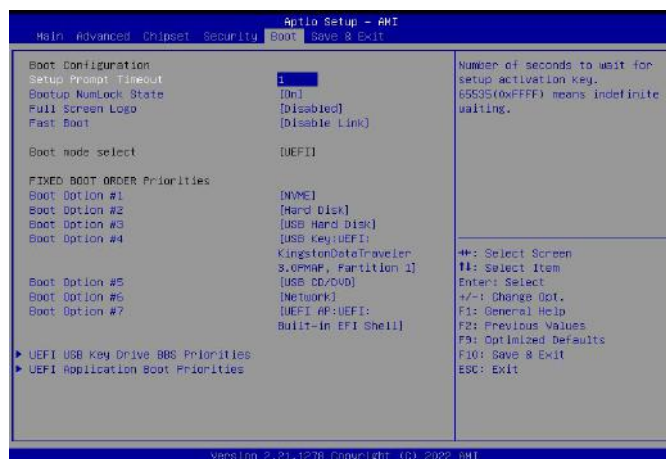 Aptio Setup - AMI
Main Advanced Chipset Security Boot Save & Exit
Boot Configuration
Setup Prompt Timeout 1
Bootup NumLock State [On]
Full Screen Logo [Disabled]
Fast Boot [Disable Link]
Boot mode select [UEFI]
FIXED BOOT ORDER Priorities
Boot Option #1 [NVME]
Boot Option #2 [Hard Disk]
Boot Option #3 [USB Hard Disk]
Boot Option #4 [USB Key:UEFI:
KingstonDataTraveler
3.0PMAP, Partition 1]
Boot Option #5 [USB CD/DVD]
Boot Option #6 [Network]
Boot Option #7 [UEFI AP:UEFI:
Built-in EFI Shell]
UEFI USB Key Drive BBS Priorities
UEFI Application Boot Priorities
Number of seconds to wait for
setup activation key.
65535(0xFFFF) means indefinite
waiting.
→←: Select Screen
↑↓: Select Item
Enter: Select
+/-: Change Opt.
F1: General Help
F2: Previous Values
F9: Optimized Defaults
F10: Save & Exit
ESC: Exit
Version 2.21.1278 Copyright (C) 2022 AMI